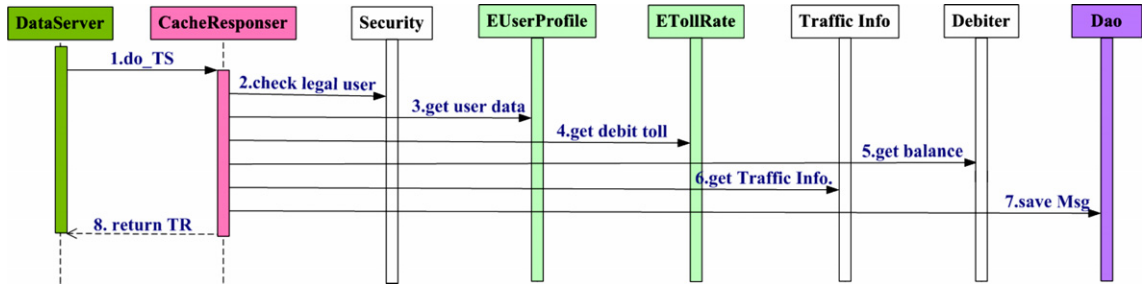 DataServer
CacheResponser
Security
EUserProfile
ETollRate
Traffic Info
Debiter
Dao
1.do_TS
2.check legal user
3.get user data
4.get debit toll
5.get balance
6.get Traffic Info.
7.save Msg
8. return TR